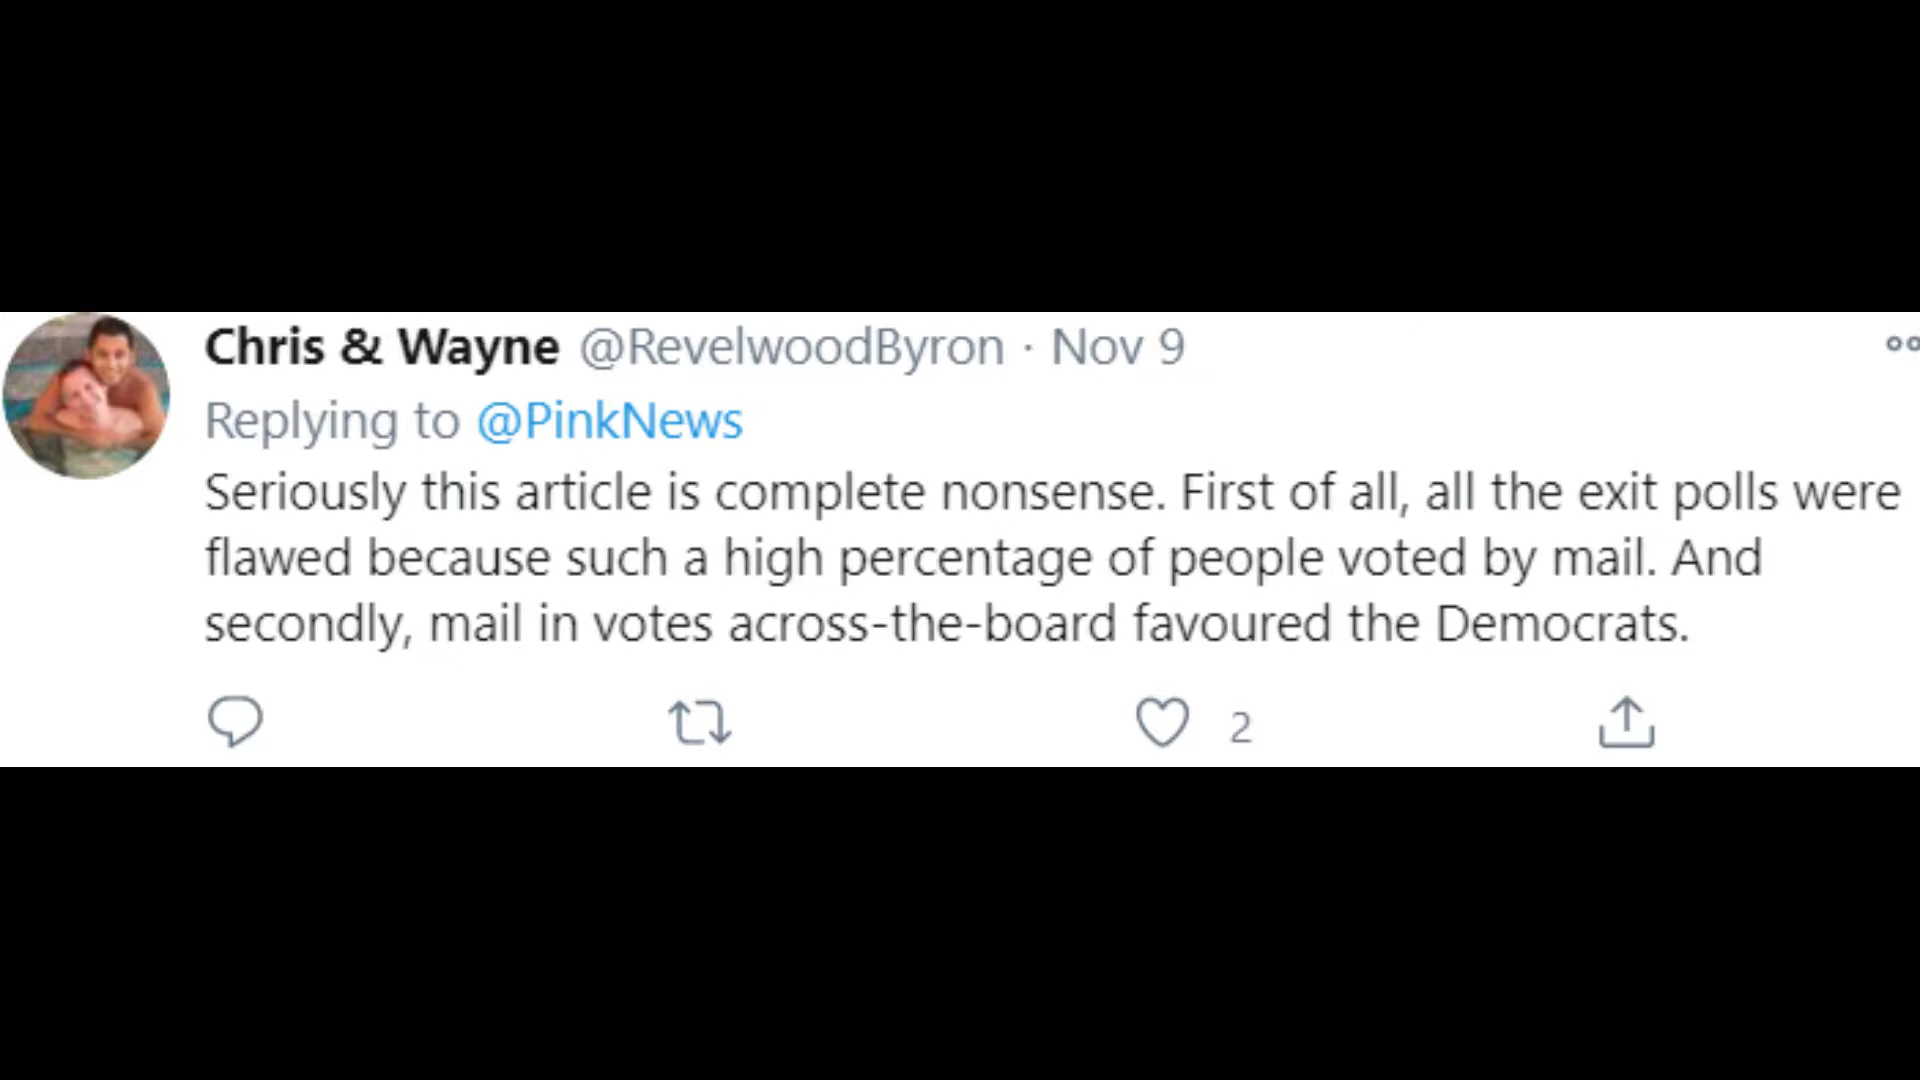 Chris & Wayne @RevelwoodByron · Nov 9
Replying to @PinkNews
Seriously this article is complete nonsense. First of all, all the exit polls were
flawed because such a high percentage of people voted by mail. And
secondly, mail in votes across-the-board favoured the Democrats.
2